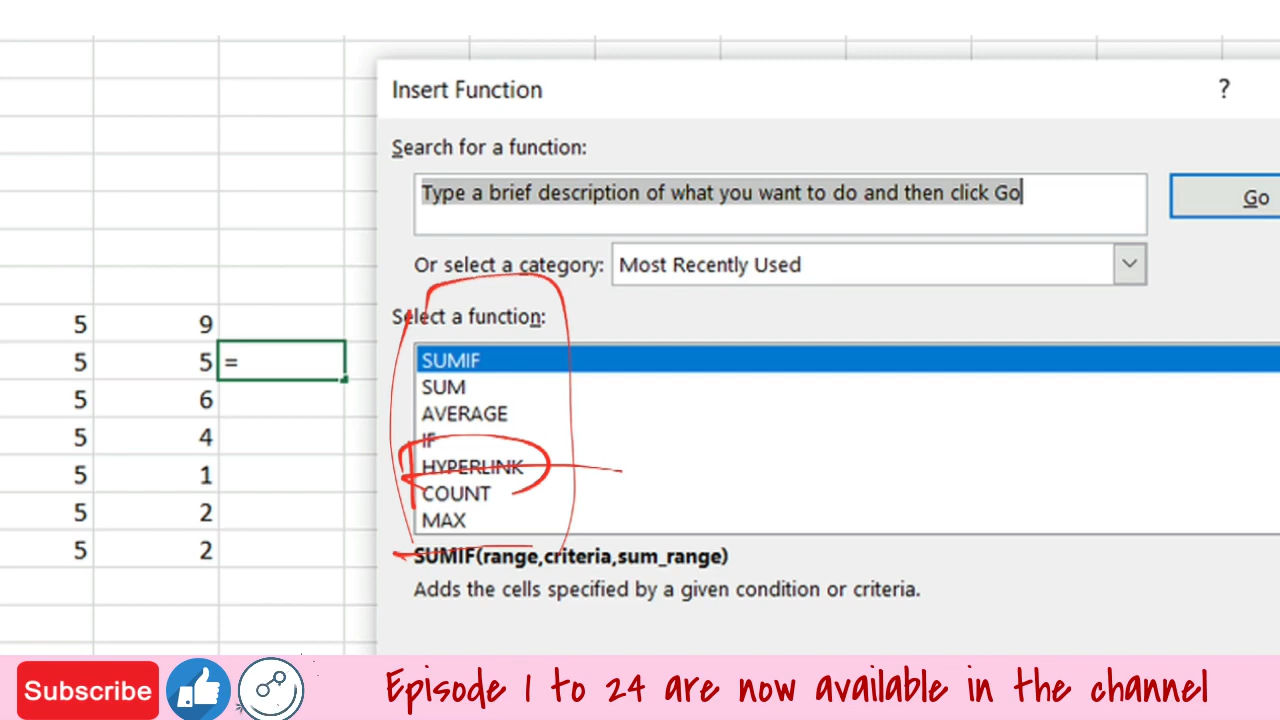 Insert Function ?
Search for a function:
Type a brief description of what you want to do and then click Go
Go
Or select a category: Most Recently Used
Select a function:
5 9
5 5 =
5 6
5 4
5 1
5 2
5 2
SUMIF
SUM
AVERAGE
IF
HYPERLINK
COUNT
MAX
SUMIF(range,criteria,sum_range)
Adds the cells specified by a given condition or criteria.
Subscribe
Episode 1 to 24 are now available in the channel